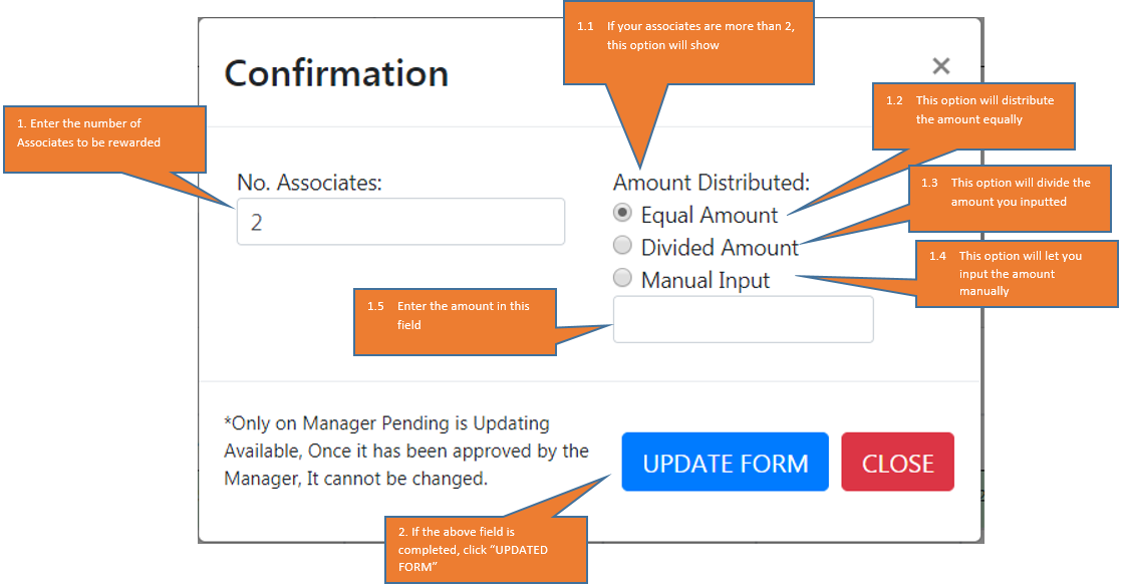 1.1 If your associates are more than 2,
this option will show
Confirmation
×
1.2 This option will distribute
the amount equally
1. Enter the number of
Associates to be rewarded
1.3 This option will divide the
amount you inputted
No. Associates:
2
Amount Distributed:
Equal Amount
Divided Amount
Manual Input
1.4 This option will let you
input the amount
manually
1.5 Enter the amount in this
field
*Only on Manager Pending is Updating
Available, Once it has been approved by the
Manager, It cannot be changed.
UPDATE FORM
CLOSE
2. If the above field is
completed, click “UPDATED
FORM”